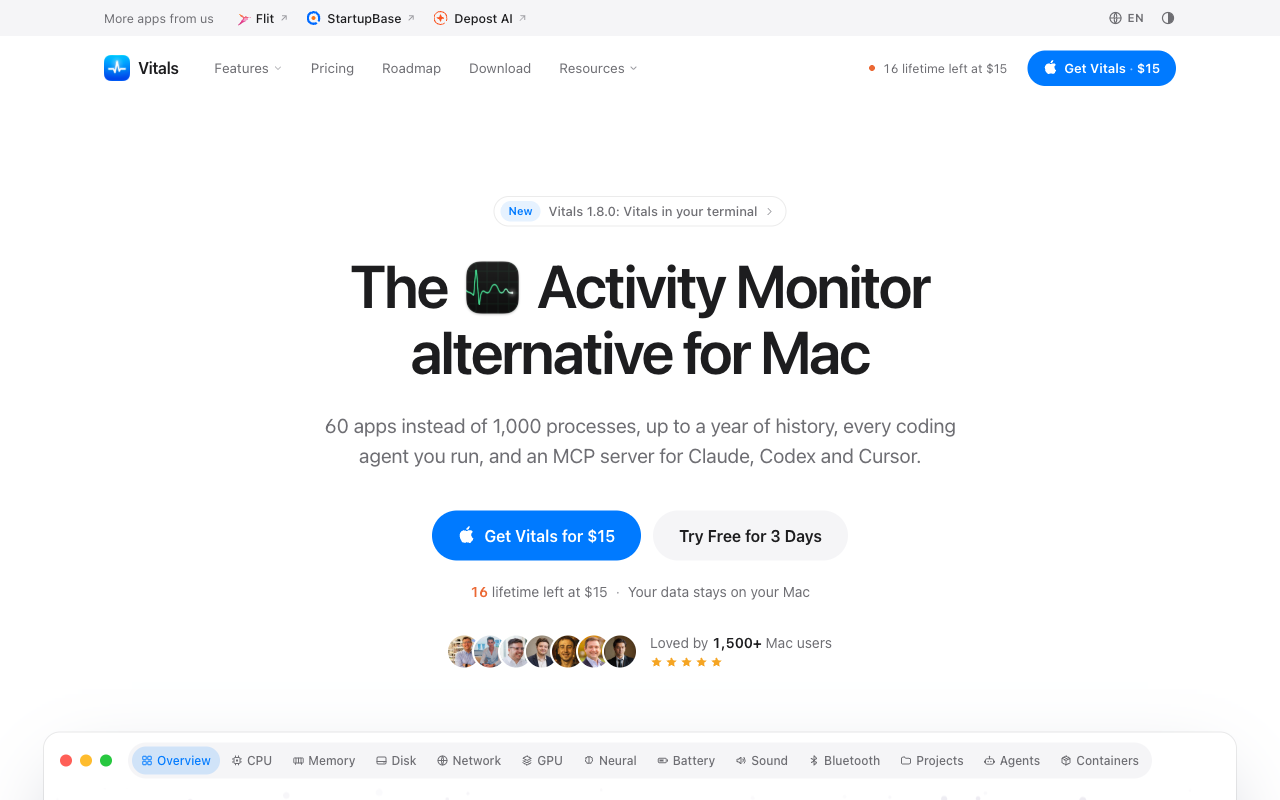 More apps from us Flit StartupBase Depost AI EN
Vitals Features Pricing Roadmap Download Resources 16 lifetime left at $15 Get Vitals · $15
New Vitals 1.8.0: Vitals in your terminal
The Activity Monitor
alternative for Mac
60 apps instead of 1,000 processes, up to a year of history, every coding
agent you run, and an MCP server for Claude, Codex and Cursor.
Get Vitals for $15 Try Free for 3 Days
16 lifetime left at $15 · Your data stays on your Mac
Loved by 1,500+ Mac users
Overview CPU Memory Disk Network GPU Neural Battery Sound Bluetooth Projects Agents Containers